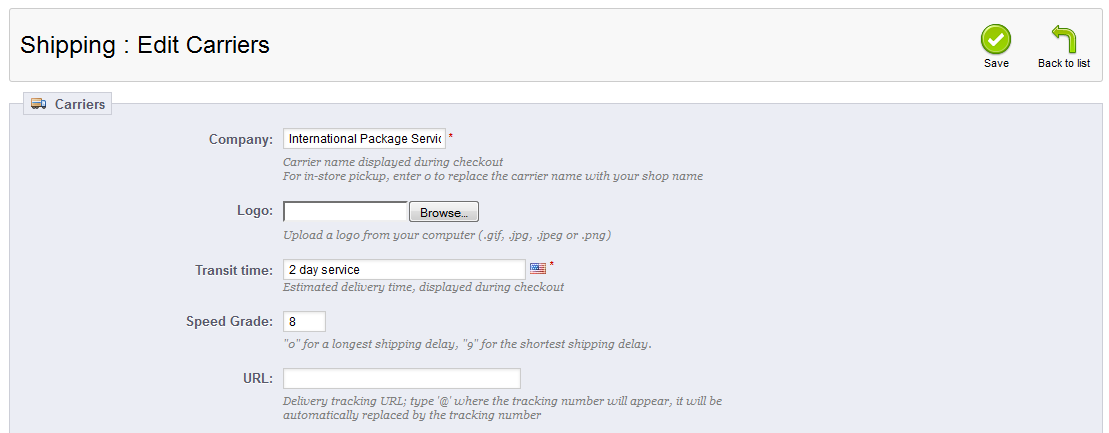 Shipping : Edit Carriers
Save
Back to list
Carriers
Company: International Package Servic *
Carrier name displayed during checkout
For in-store pickup, enter 0 to replace the carrier name with your shop name
Logo: Browse...
Upload a logo from your computer (.gif, .jpg, .jpeg or .png)
Transit time: 2 day service *
Estimated delivery time, displayed during checkout
Speed Grade: 8
"0" for a longest shipping delay, "9" for the shortest shipping delay.
URL:
Delivery tracking URL; type '@' where the tracking number will appear, it will be
automatically replaced by the tracking number